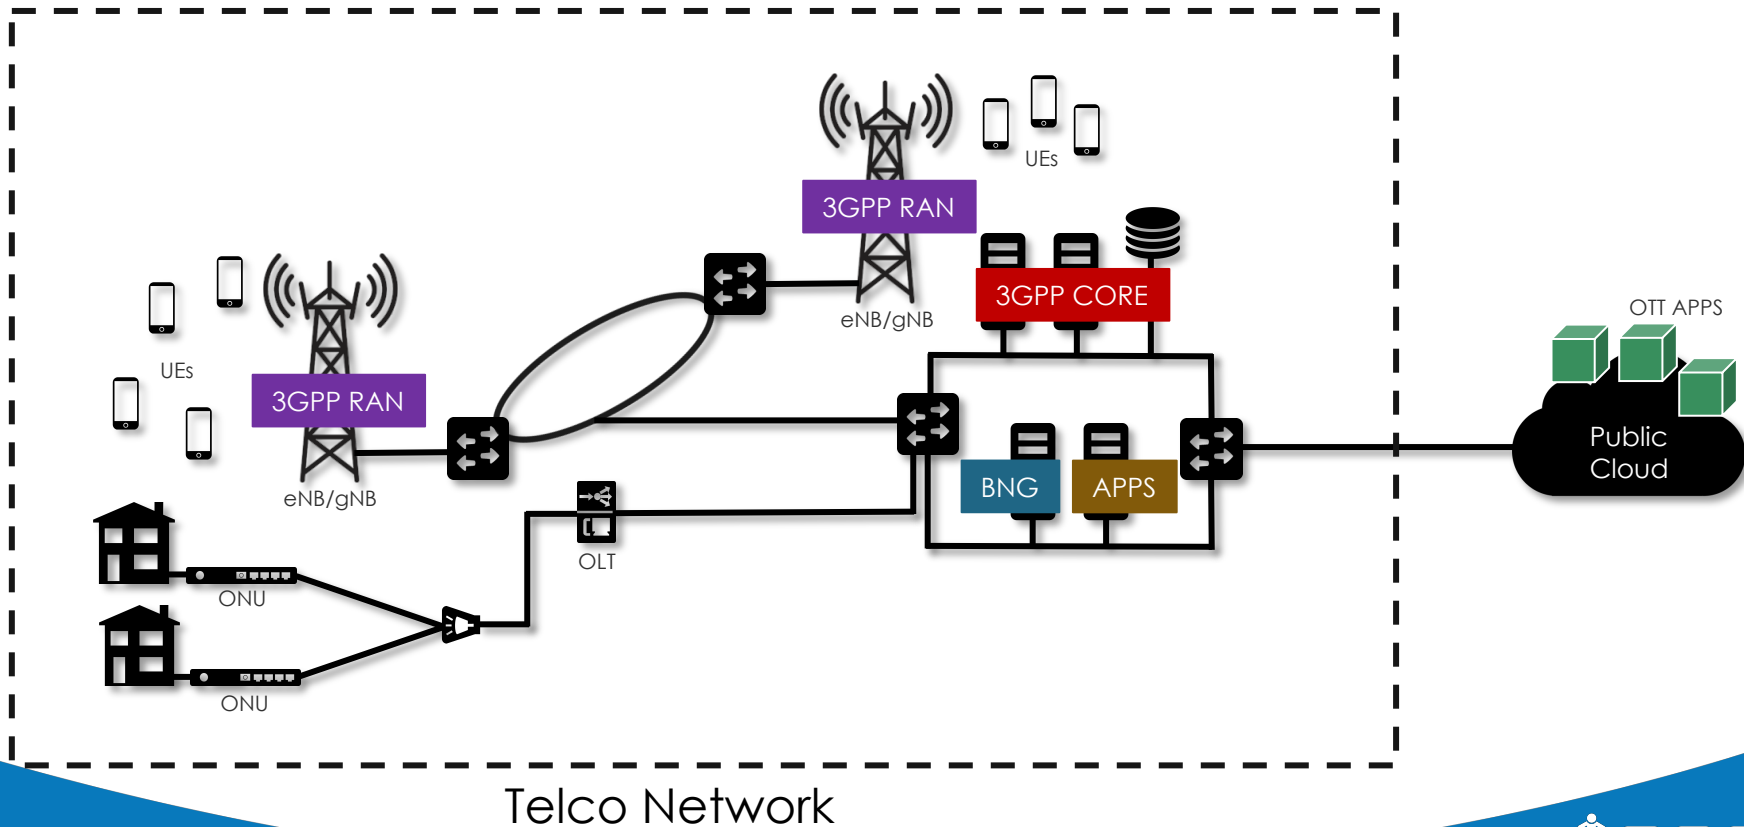 UEs
3GPP RAN
eNB/gNB
3GPP CORE
OTT APPS
UEs
3GPP RAN
eNB/gNB
Public
Cloud
BNG
APPS
OLT
ONU
ONU
Telco Network